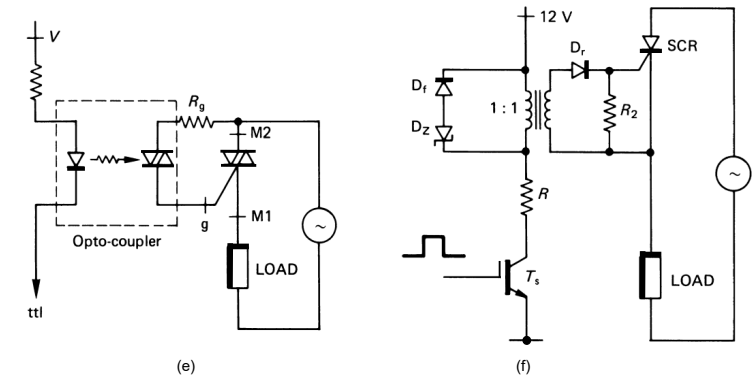 V
Rg
M2
M1
g
Opto-coupler
LOAD
~
ttl
(e)
12 V
Df
Dz
1 : 1
Dr
R2
SCR
R
Ts
LOAD
~
(f)